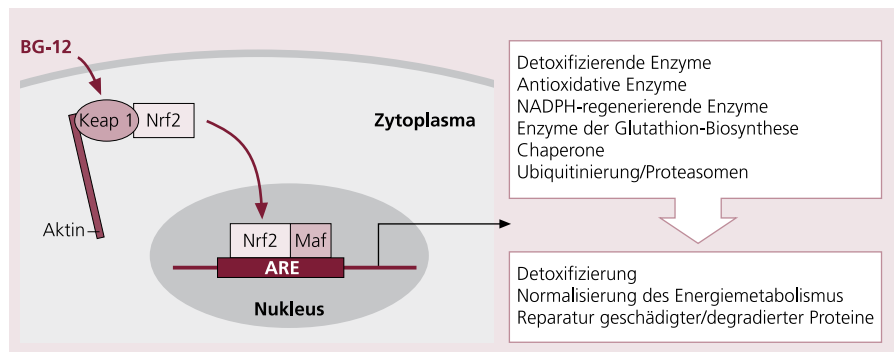 BG-12
Keap 1
Nrf2
Zytoplasma
Aktin
Nrf2
Maf
ARE
Nukleus
Detoxifizierende Enzyme
Antioxidative Enzyme
NADPH-regenerierende Enzyme
Enzyme der Glutathion-Biosynthese
Chaperone
Ubiquitinierung/Proteasomen
Detoxifizierung
Normalisierung des Energiemetabolismus
Reparatur geschädigter/degradierter Proteine